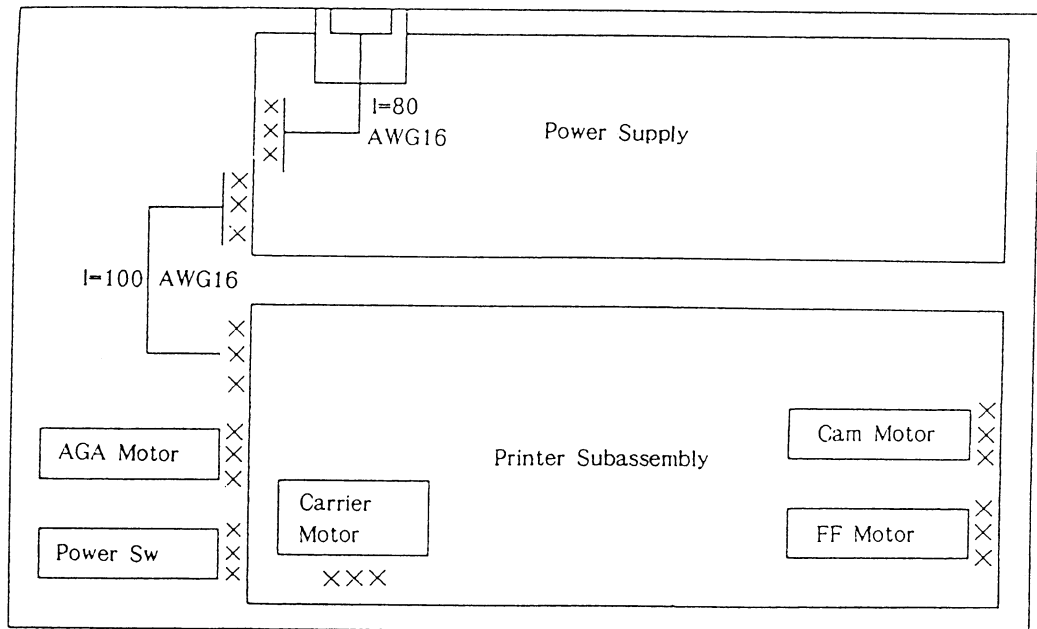 l=80
AWG16
Power Supply
l=100 AWG16
AGA Motor
Power Sw
Carrier
Motor
Printer Subassembly
Cam Motor
FF Motor